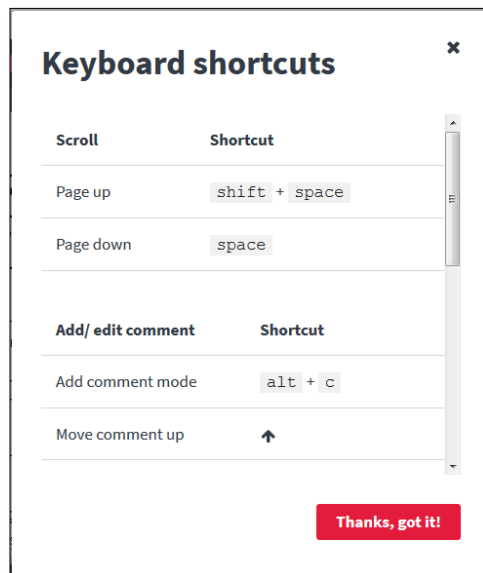 Keyboard shortcuts
Scroll Shortcut
Page up shift + space
Page down space
Add/ edit comment Shortcut
Add comment mode alt + c
Move comment up ↑
Thanks, got it!